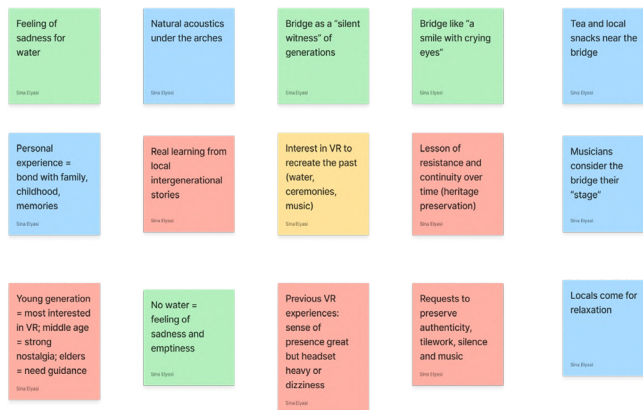 Feeling of
sadness for
water
Sina Elyasi
Natural acoustics
under the arches
Sina Elyasi
Bridge as a “silent
witness” of
generations
Sina Elyasi
Bridge like “a
smile with crying
eyes”
Sina Elyasi
Tea and local
snacks near the
bridge
Sina Elyasi
Personal
experience =
bond with family,
childhood,
memories
Sina Elyasi
Real learning from
local
intergenerational
stories
Sina Elyasi
Interest in VR to
recreate the past
(water,
ceremonies,
music)
Sina Elyasi
Lesson of
resistance and
continuity over
time (heritage
preservation)
Sina Elyasi
Musicians
consider the
bridge their
“stage”
Sina Elyasi
Young generation
= most interested
in VR; middle age
= strong
nostalgia; elders
= need guidance
Sina Elyasi
No water =
feeling of
sadness and
emptiness
Sina Elyasi
Previous VR
experiences:
sense of
presence great
but headset
heavy or
dizziness
Sina Elyasi
Requests to
preserve
authenticity,
tilework, silence
and music
Sina Elyasi
Locals come for
relaxation
Sina Elyasi